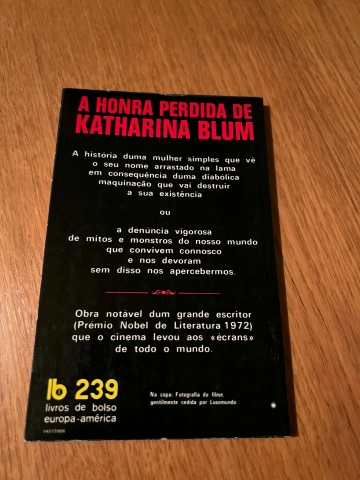 A HONRA PERDIDA DE
KATHARINA BLUM
A história duma mulher simples que vê
o seu nome arrastado na lama
em consequência duma diabólica
maquinação que vai destruir
a sua existência
ou
a denúncia vigorosa
de mitos e monstros do nosso mundo
que convivem connosco
e nos devoram
sem disso nos apercebermos.
Obra notável dum grande escritor
(Prémio Nobel de Literatura 1972)
que o cinema levou aos «écrans»
de todo o mundo.
lb 239
livros de bolso
europa-américa
Na capa: Fotografia do filme,
gentilmente cedida por Lusomundo